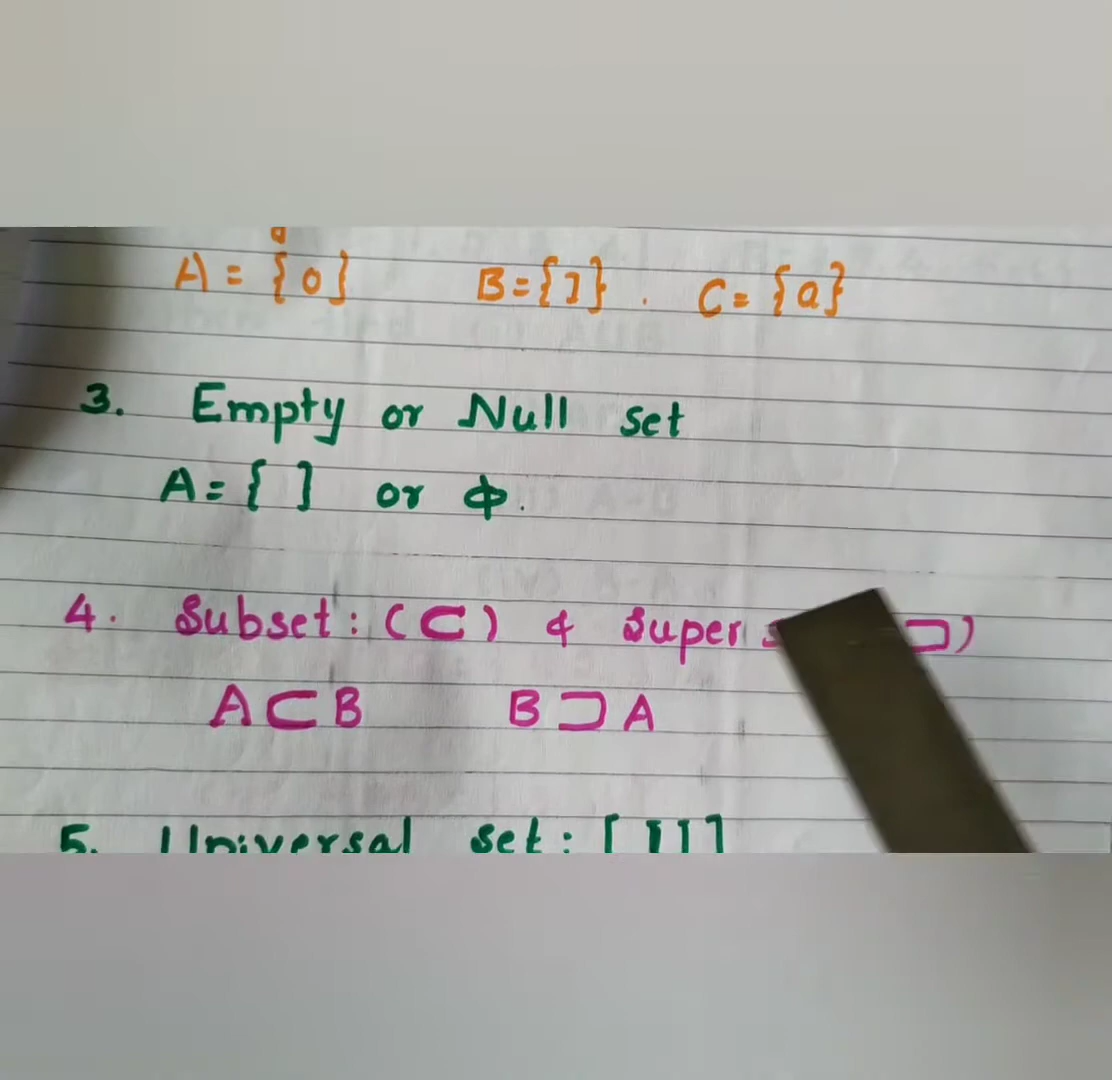 A = {0} B = {1} . C = {a}
3. Empty or Null set
A = { } or ф.
4. Subset : (⊂) & Super ⊃)
A ⊂ B B ⊃ A
5. Universal set : [U]